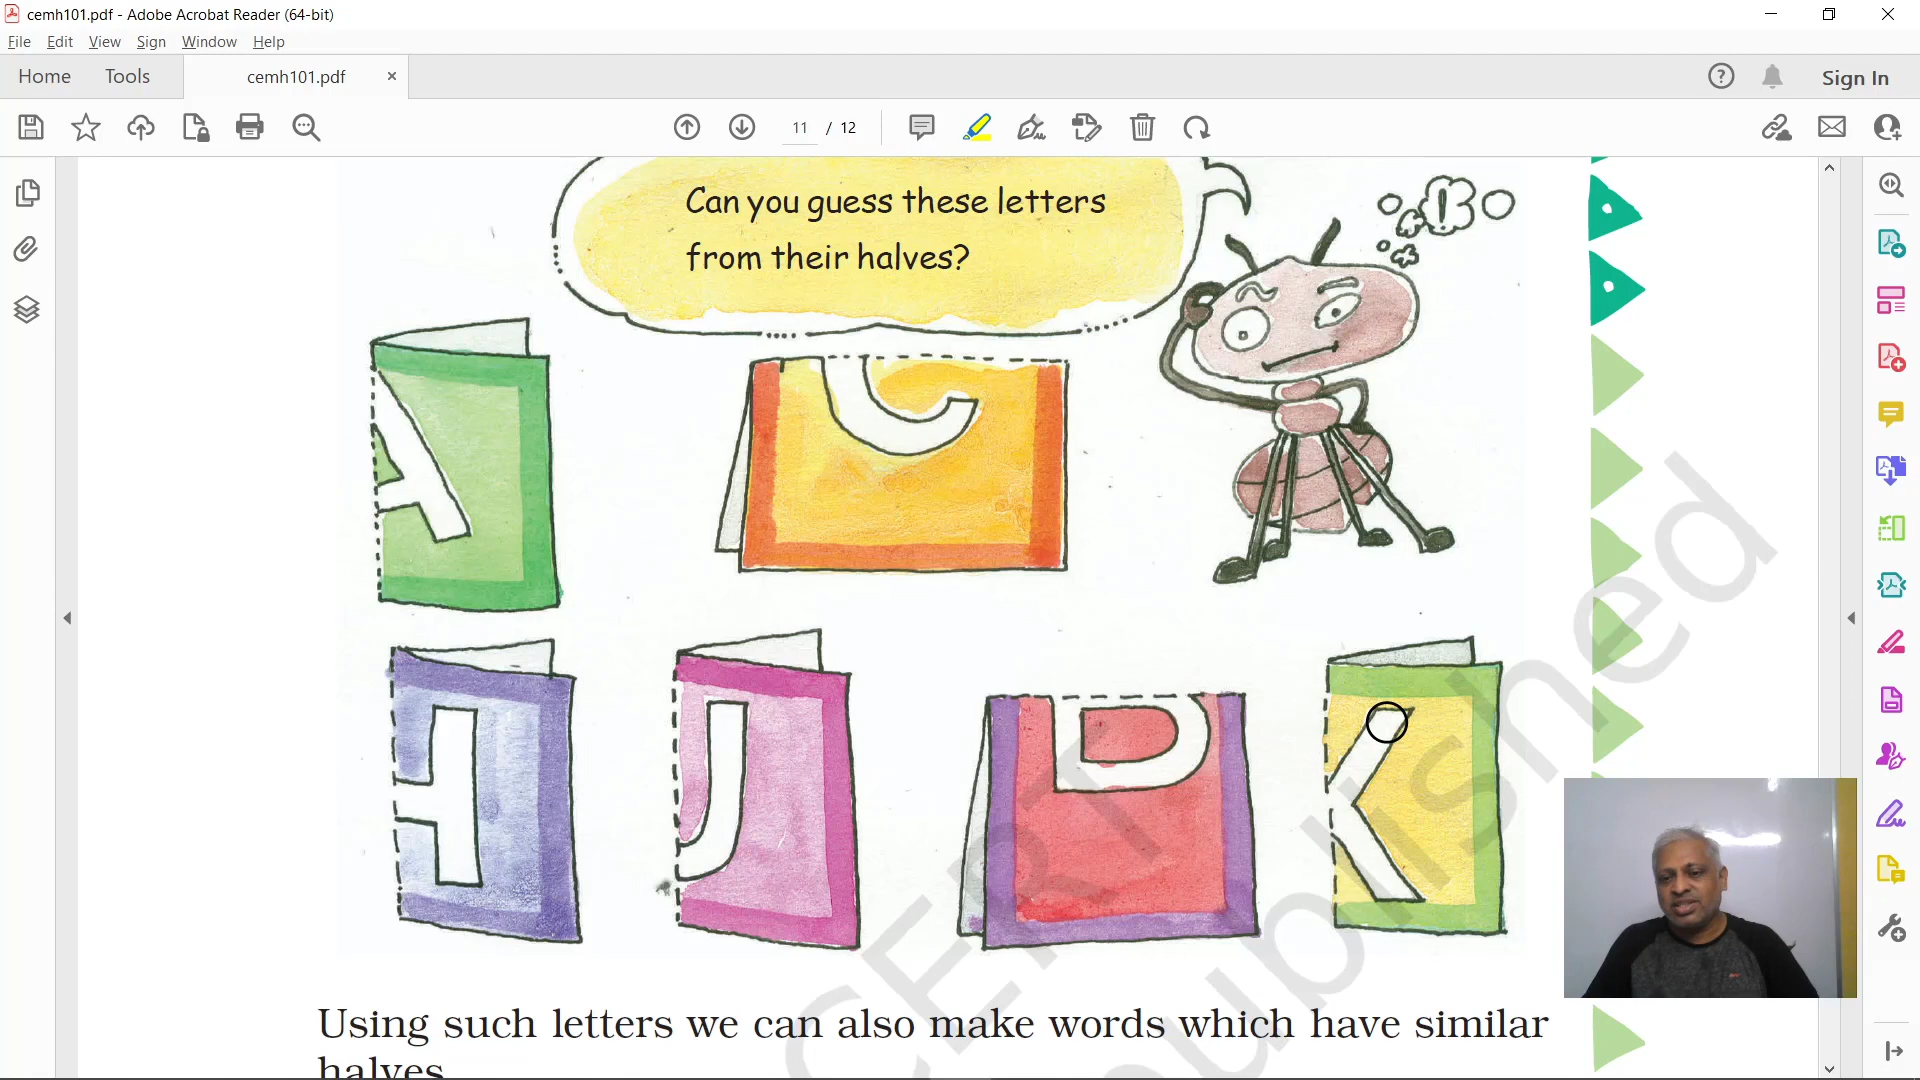 cemh101.pdf - Adobe Acrobat Reader (64-bit)
File Edit View Sign Window Help
Home Tools cemh101.pdf × Sign In
11 / 12
Can you guess these letters
from their halves?
Using such letters we can also make words which have similar
halves